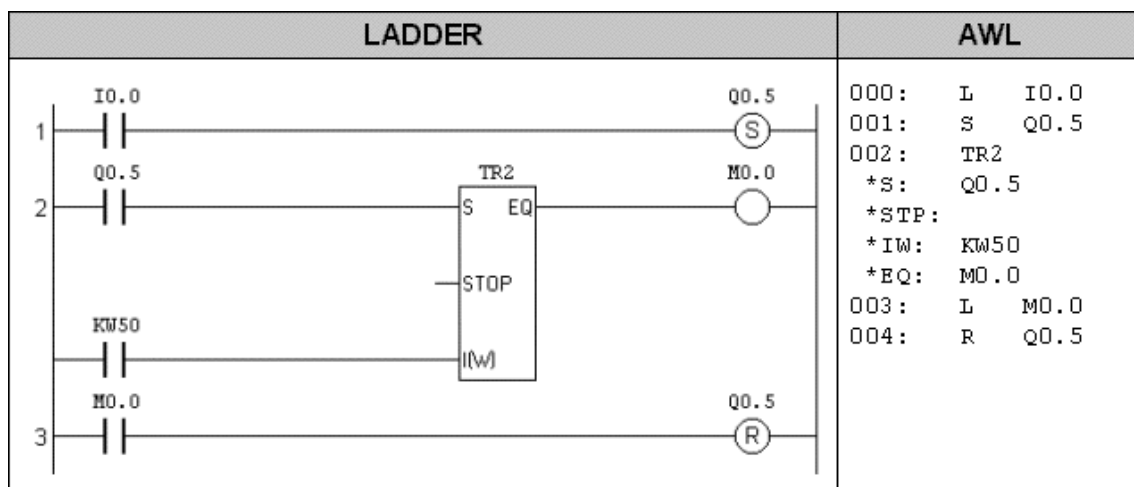 LADDER
AWL
I0.0 Q0.5
1 S
Q0.5 TR2 M0.0
2 S EQ
STOP
KW50
I(W)
M0.0 Q0.5
3 R
000: L I0.0
001: S Q0.5
002: TR2
*S: Q0.5
*STP:
*IW: KW50
*EQ: M0.0
003: L M0.0
004: R Q0.5